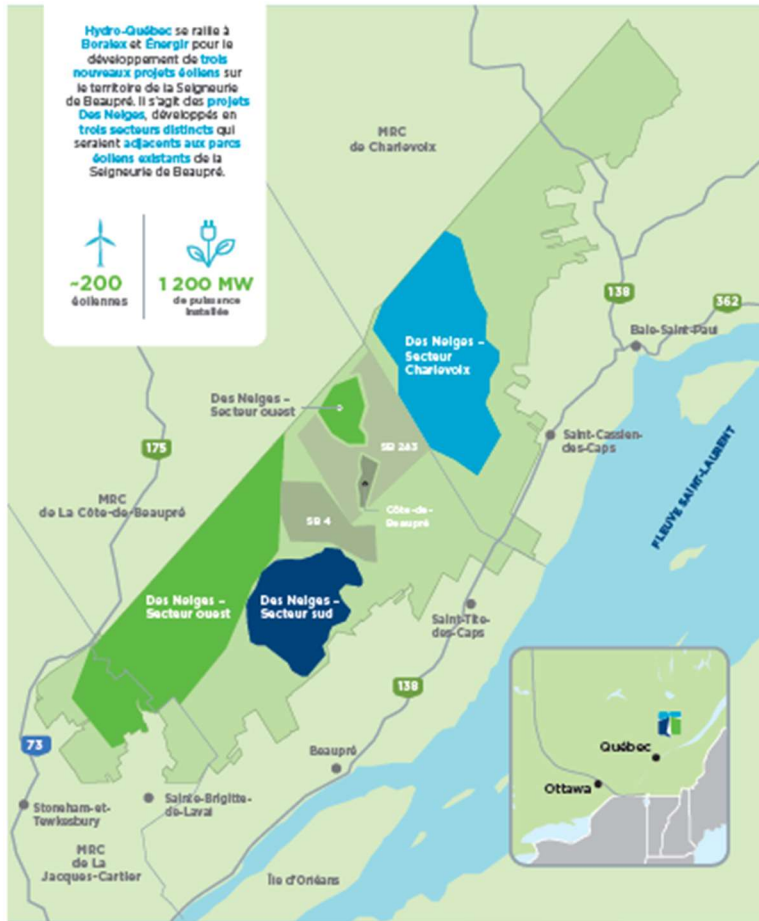 Hydro-Québec se rallie à
Boralex et Énergir pour le
développement de trois
nouveaux projets éoliens sur
le territoire de la Seigneurie
de Beaupré. Il s'agit des projets
Des Neiges, développés en
trois secteurs distincts qui
seraient adjacents aux parcs
éoliens existants de la
Seigneurie de Beaupré.
~200
éoliennes
1 200 MW
de puissance
installée
MRC
de Charlevoix
138
362
Baie-Saint-Paul
Des Neiges –
Secteur
Charlevoix
Des Neiges –
Secteur ouest
SB 2&3
Saint-Cassien-
des-Caps
175
MRC
de La Côte-de-Beaupré
Côte-de-
Beaupré
SB 4
FLEUVE SAINT-LAURENT
Des Neiges –
Secteur ouest
Des Neiges –
Secteur sud
Saint-Tite-
des-Caps
138
73
Beaupré
Québec
Ottawa
Stoneham-et-
Tewkesbury
Sainte-Brigitte-
de-Laval
MRC
de La
Jacques-Cartier
Île d'Orléans